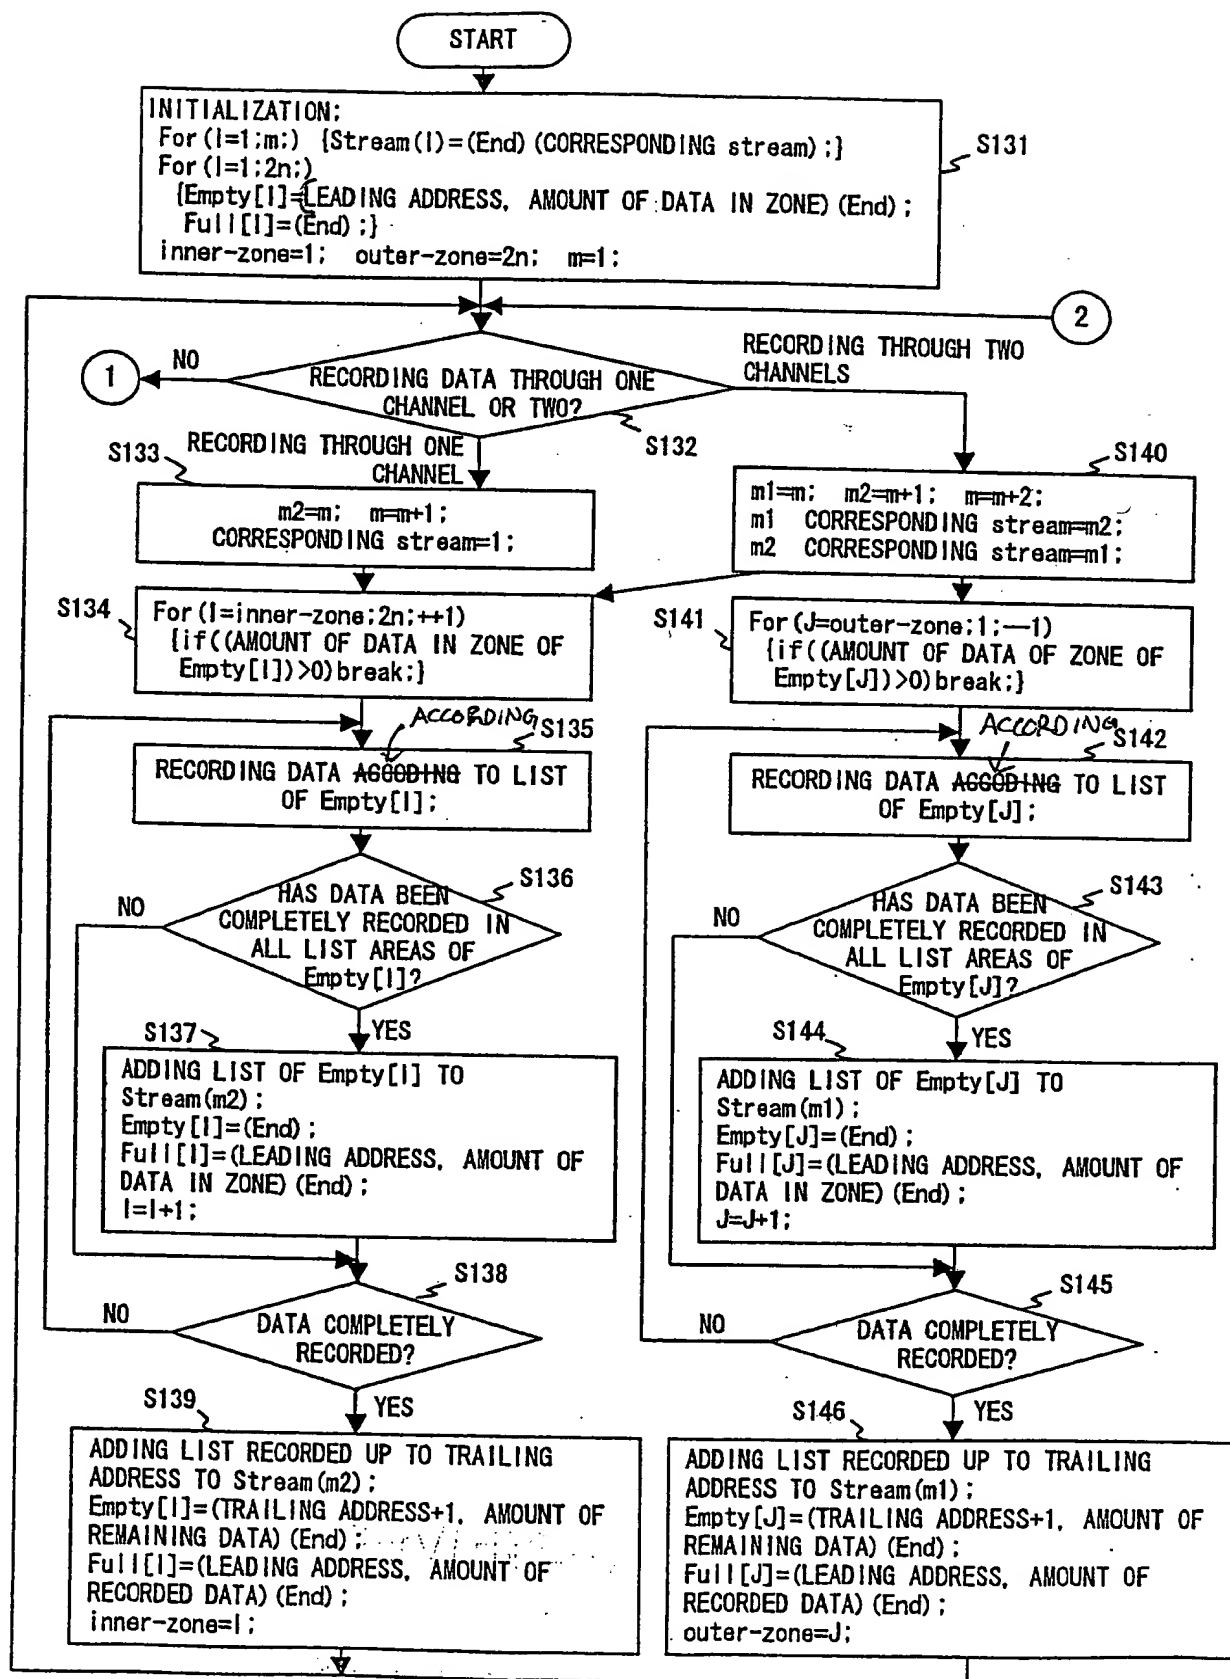 START
INITIALIZATION;
For(I=1;m;) {Stream(I)=(End)(CORRESPONDING stream);}
For(I=1;2n;)
{Empty[I]=(LEADING ADDRESS, AMOUNT OF DATA IN ZONE)(End);
Full[I]=(End);}
inner-zone=1; outer-zone=2n; m=1;
S131
2
1
NO
RECORDING DATA THROUGH ONE
CHANNEL OR TWO?
S132
RECORDING THROUGH TWO
CHANNELS
RECORDING THROUGH ONE
CHANNEL
S133
m2=m; m=m+1;
CORRESPONDING stream=1;
S140
m1=m; m2=m+1; m=m+2;
m1 CORRESPONDING stream=m2;
m2 CORRESPONDING stream=m1;
S134
For(I=inner-zone;2n;++1)
{if((AMOUNT OF DATA IN ZONE OF
Empty[I])>0)break;}
S141
For(J=outer-zone;1;--1)
{if((AMOUNT OF DATA OF ZONE OF
Empty[J])>0)break;}
ACCORDING
S135
RECORDING DATA AGGODING TO LIST
OF Empty[I];
ACCORDING
S142
RECORDING DATA AGGODING TO LIST
OF Empty[J];
S136
NO
HAS DATA BEEN
COMPLETELY RECORDED IN
ALL LIST AREAS OF
Empty[I]?
YES
S143
NO
HAS DATA BEEN
COMPLETELY RECORDED IN
ALL LIST AREAS OF
Empty[J]?
YES
S137
ADDING LIST OF Empty[I] TO
Stream(m2);
Empty[I]=(End);
Full[I]=(LEADING ADDRESS, AMOUNT OF
DATA IN ZONE)(End);
I=I+1;
S144
ADDING LIST OF Empty[J] TO
Stream(m1);
Empty[J]=(End);
Full[J]=(LEADING ADDRESS, AMOUNT OF
DATA IN ZONE)(End);
J=J+1;
S138
NO
DATA COMPLETELY
RECORDED?
YES
S145
NO
DATA COMPLETELY
RECORDED?
YES
S139
ADDING LIST RECORDED UP TO TRAILING
ADDRESS TO Stream(m2);
Empty[I]=(TRAILING ADDRESS+1, AMOUNT OF
REMAINING DATA)(End);
Full[I]=(LEADING ADDRESS, AMOUNT OF
RECORDED DATA)(End);
inner-zone=I;
S146
ADDING LIST RECORDED UP TO TRAILING
ADDRESS TO Stream(m1);
Empty[J]=(TRAILING ADDRESS+1, AMOUNT OF
REMAINING DATA)(End);
Full[J]=(LEADING ADDRESS, AMOUNT OF
RECORDED DATA)(End);
outer-zone=J;